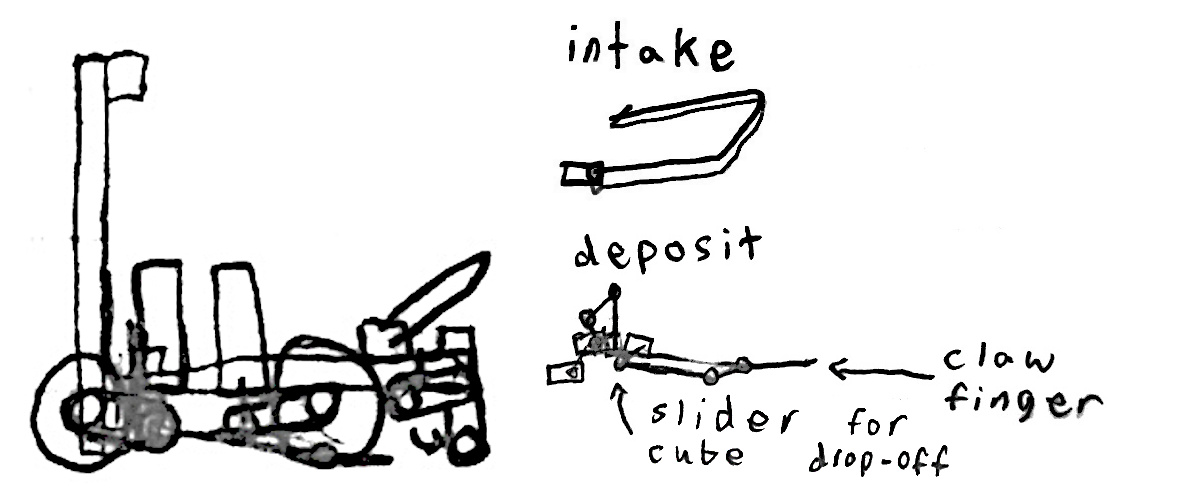 intake
deposit
claw
finger
slider
cube
for
drop-off